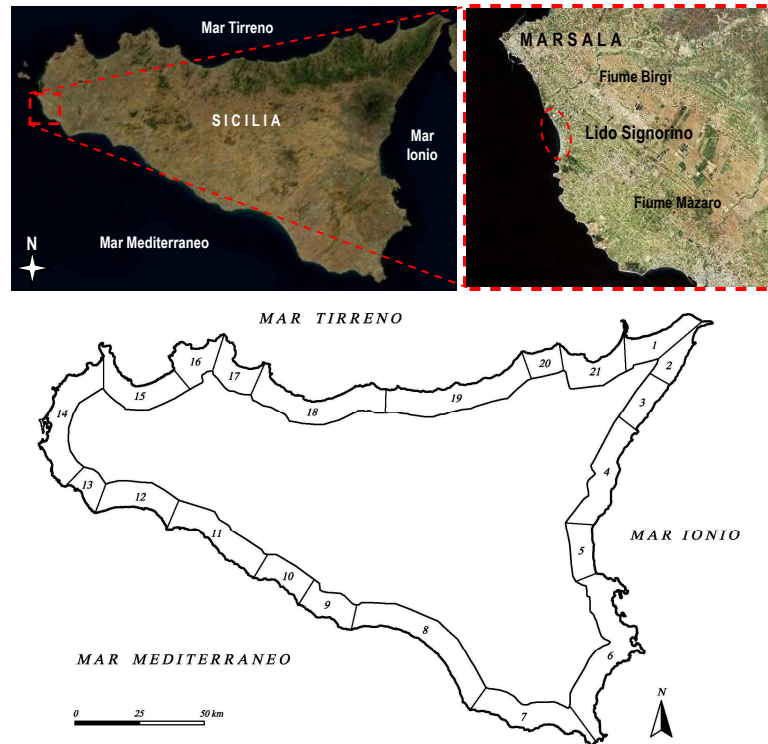 Mar Tirreno
SICILIA
Mar
Ionio
Mar Mediterraneo
N
MARSALA
Fiume Birgi
Lido Signorino
Fiume Màzaro
MAR TIRRENO
1
2
3
4
5
6
7
8
9
10
11
12
13
14
15
16
17
18
19
20
21
MAR IONIO
MAR MEDITERRANEO
0 25 50 km
N